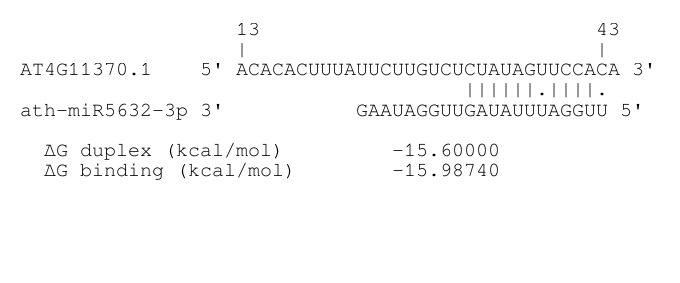 13 43
| |
AT4G11370.1 5' ACACACUUUAUUCUUGUCUCUAUAGUUCCACA 3'
||||||.||||.
ath-miR5632-3p 3' GAAUAGGUUGAUAUUUAGGUU 5'
ΔG duplex (kcal/mol) -15.60000
ΔG binding (kcal/mol) -15.98740